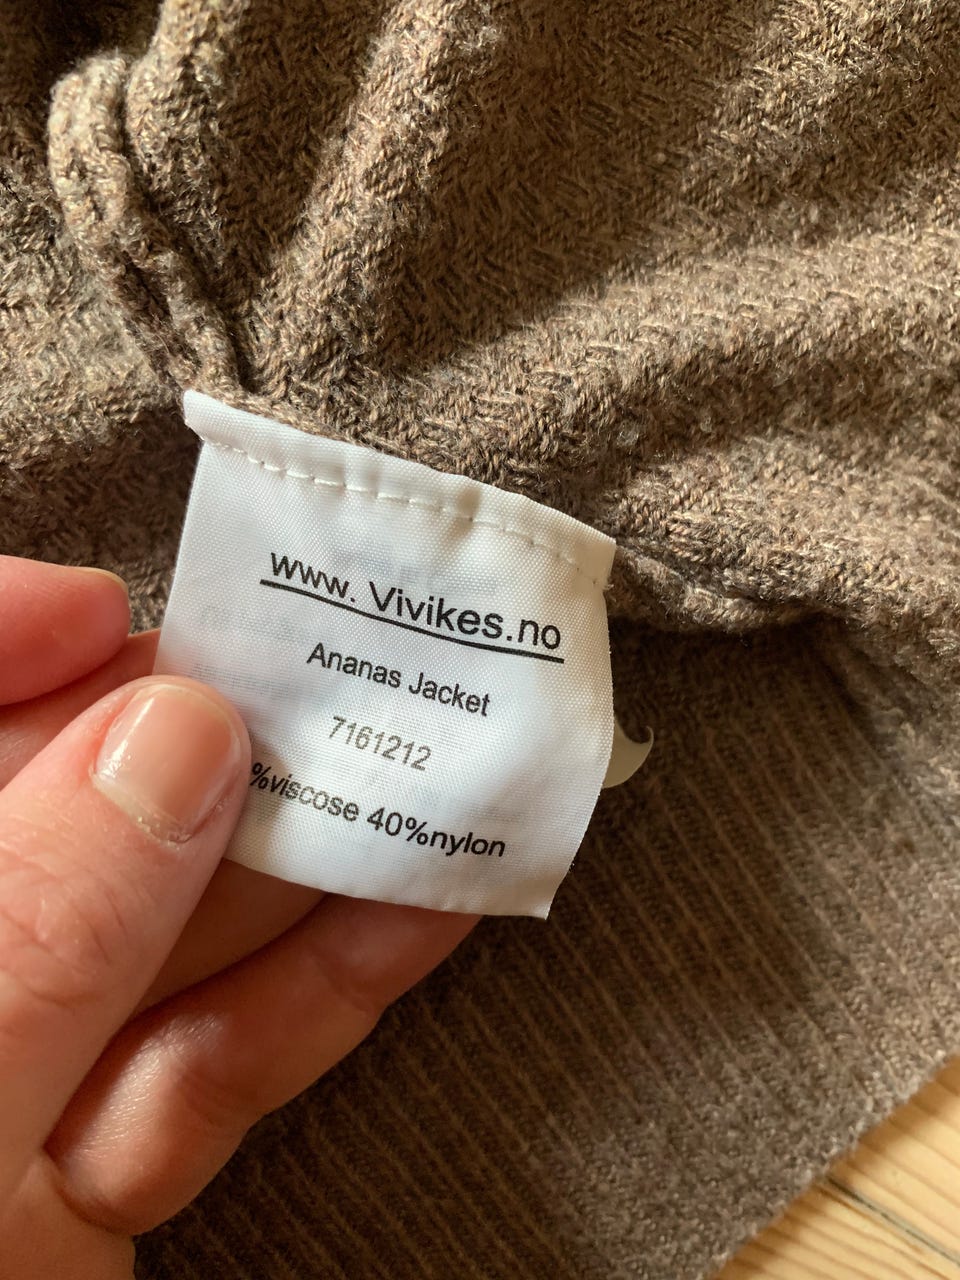 www. Vivikes.no
Ananas Jacket
7161212
%viscose 40%nylon